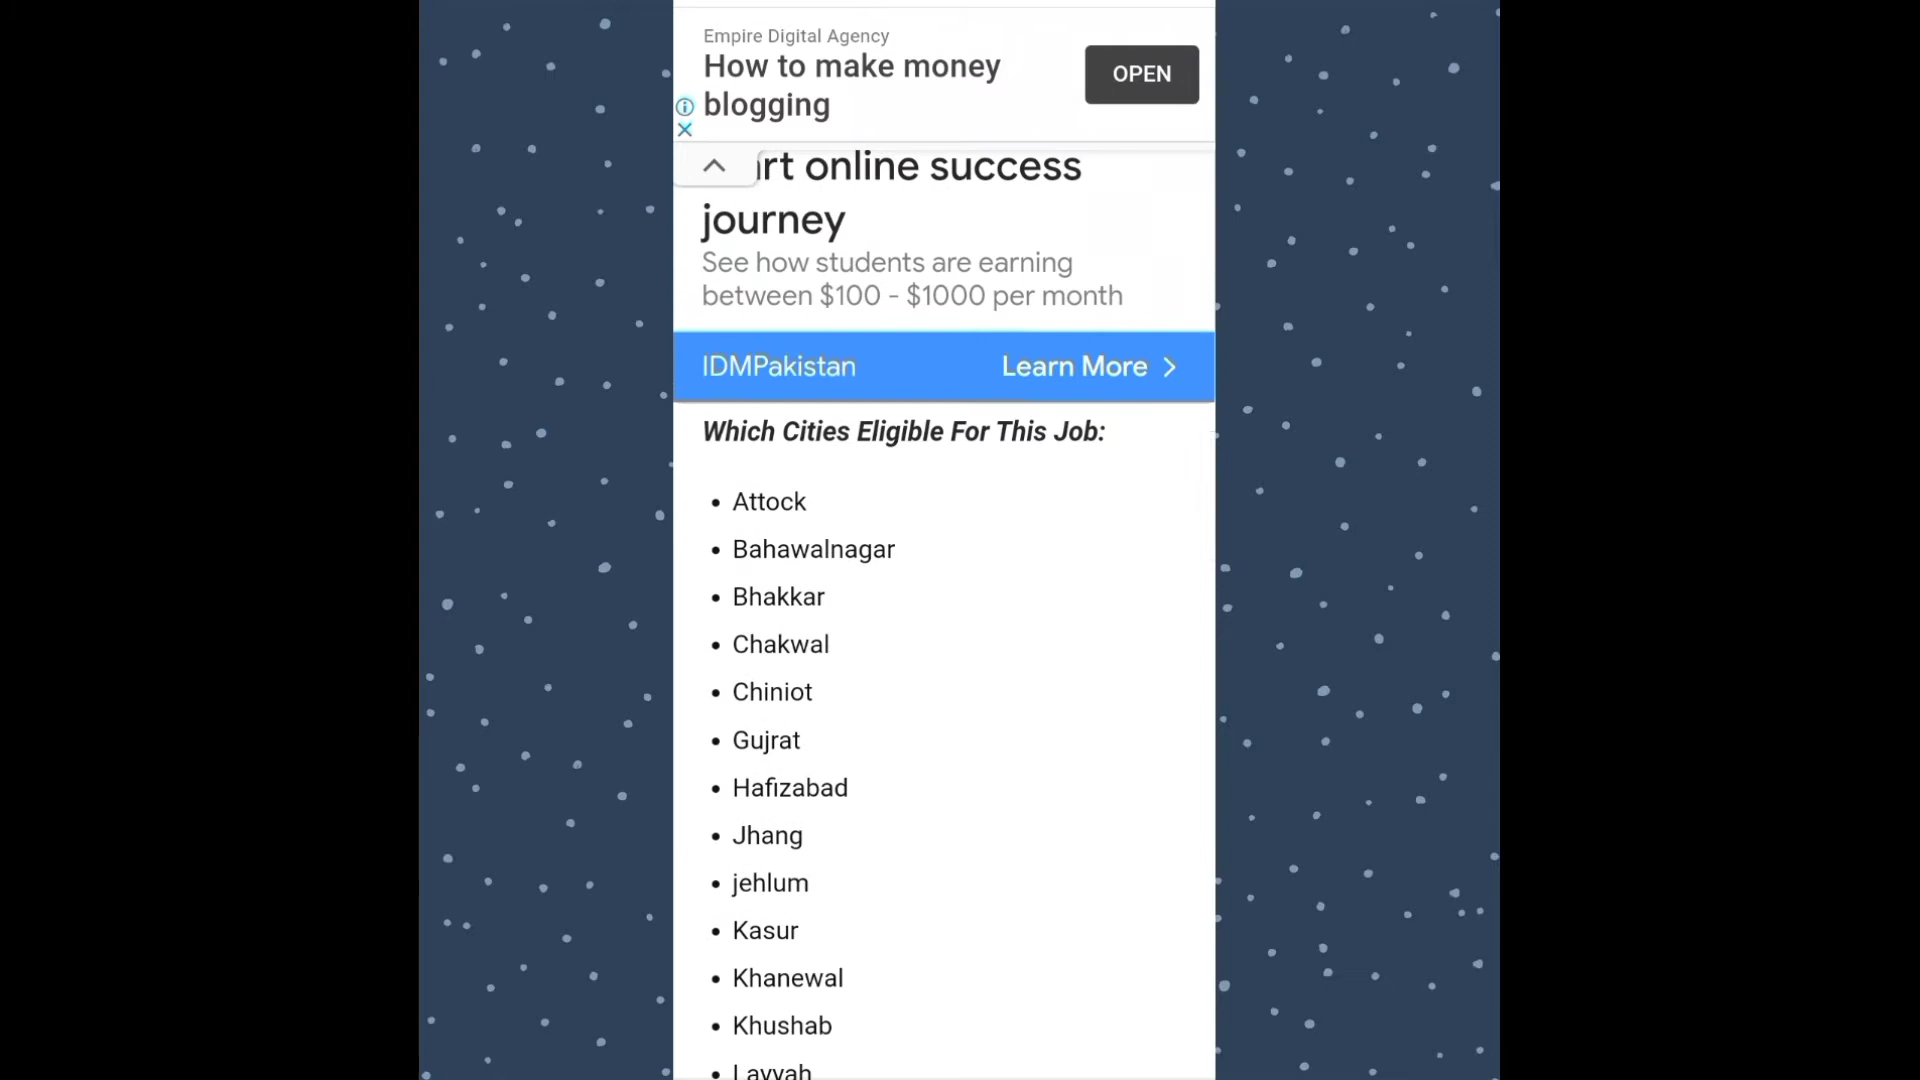 Empire Digital Agency
How to make money
blogging
OPEN
rt online success
journey
See how students are earning
between $100 - $1000 per month
IDMPakistan
Learn More
Which Cities Eligible For This Job:
Attock
Bahawalnagar
Bhakkar
Chakwal
Chiniot
Gujrat
Hafizabad
Jhang
jehlum
Kasur
Khanewal
Khushab
Layyah